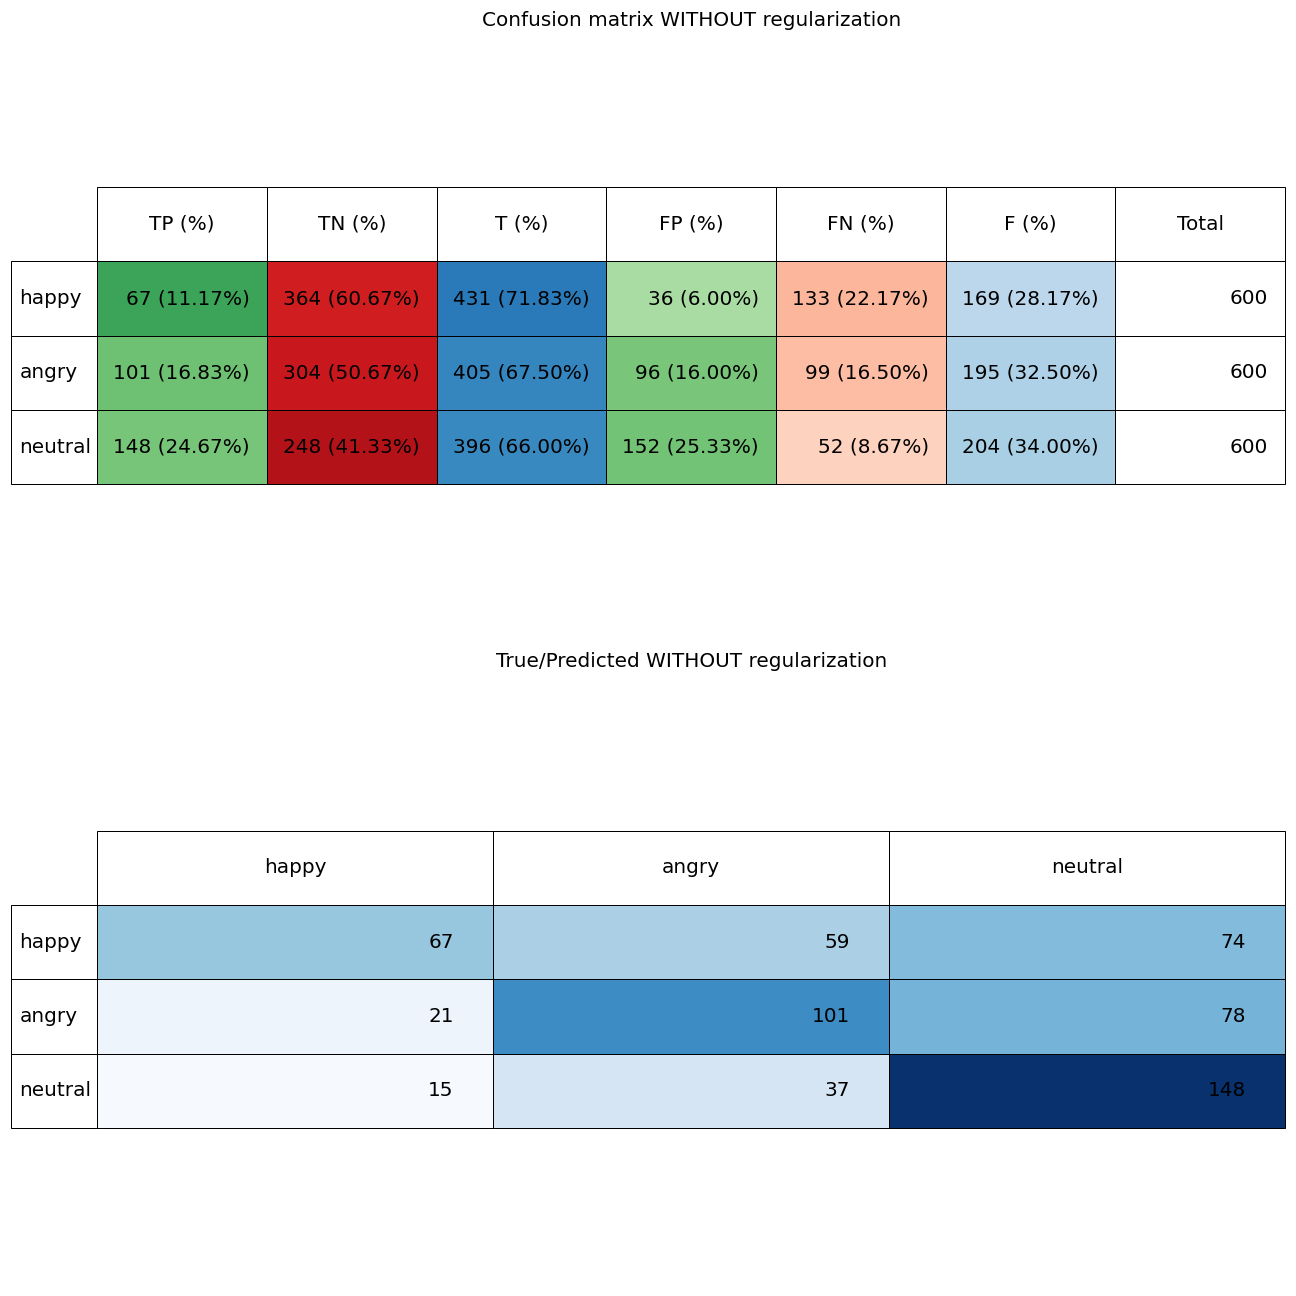 Confusion matrix WITHOUT regularization
TP (%) TN (%) T (%) FP (%) FN (%) F (%) Total
happy 67 (11.17%) 364 (60.67%) 431 (71.83%) 36 (6.00%) 133 (22.17%) 169 (28.17%) 600
angry 101 (16.83%) 304 (50.67%) 405 (67.50%) 96 (16.00%) 99 (16.50%) 195 (32.50%) 600
neutral 148 (24.67%) 248 (41.33%) 396 (66.00%) 152 (25.33%) 52 (8.67%) 204 (34.00%) 600
True/Predicted WITHOUT regularization
happy angry neutral
happy 67 59 74
angry 21 101 78
neutral 15 37 148